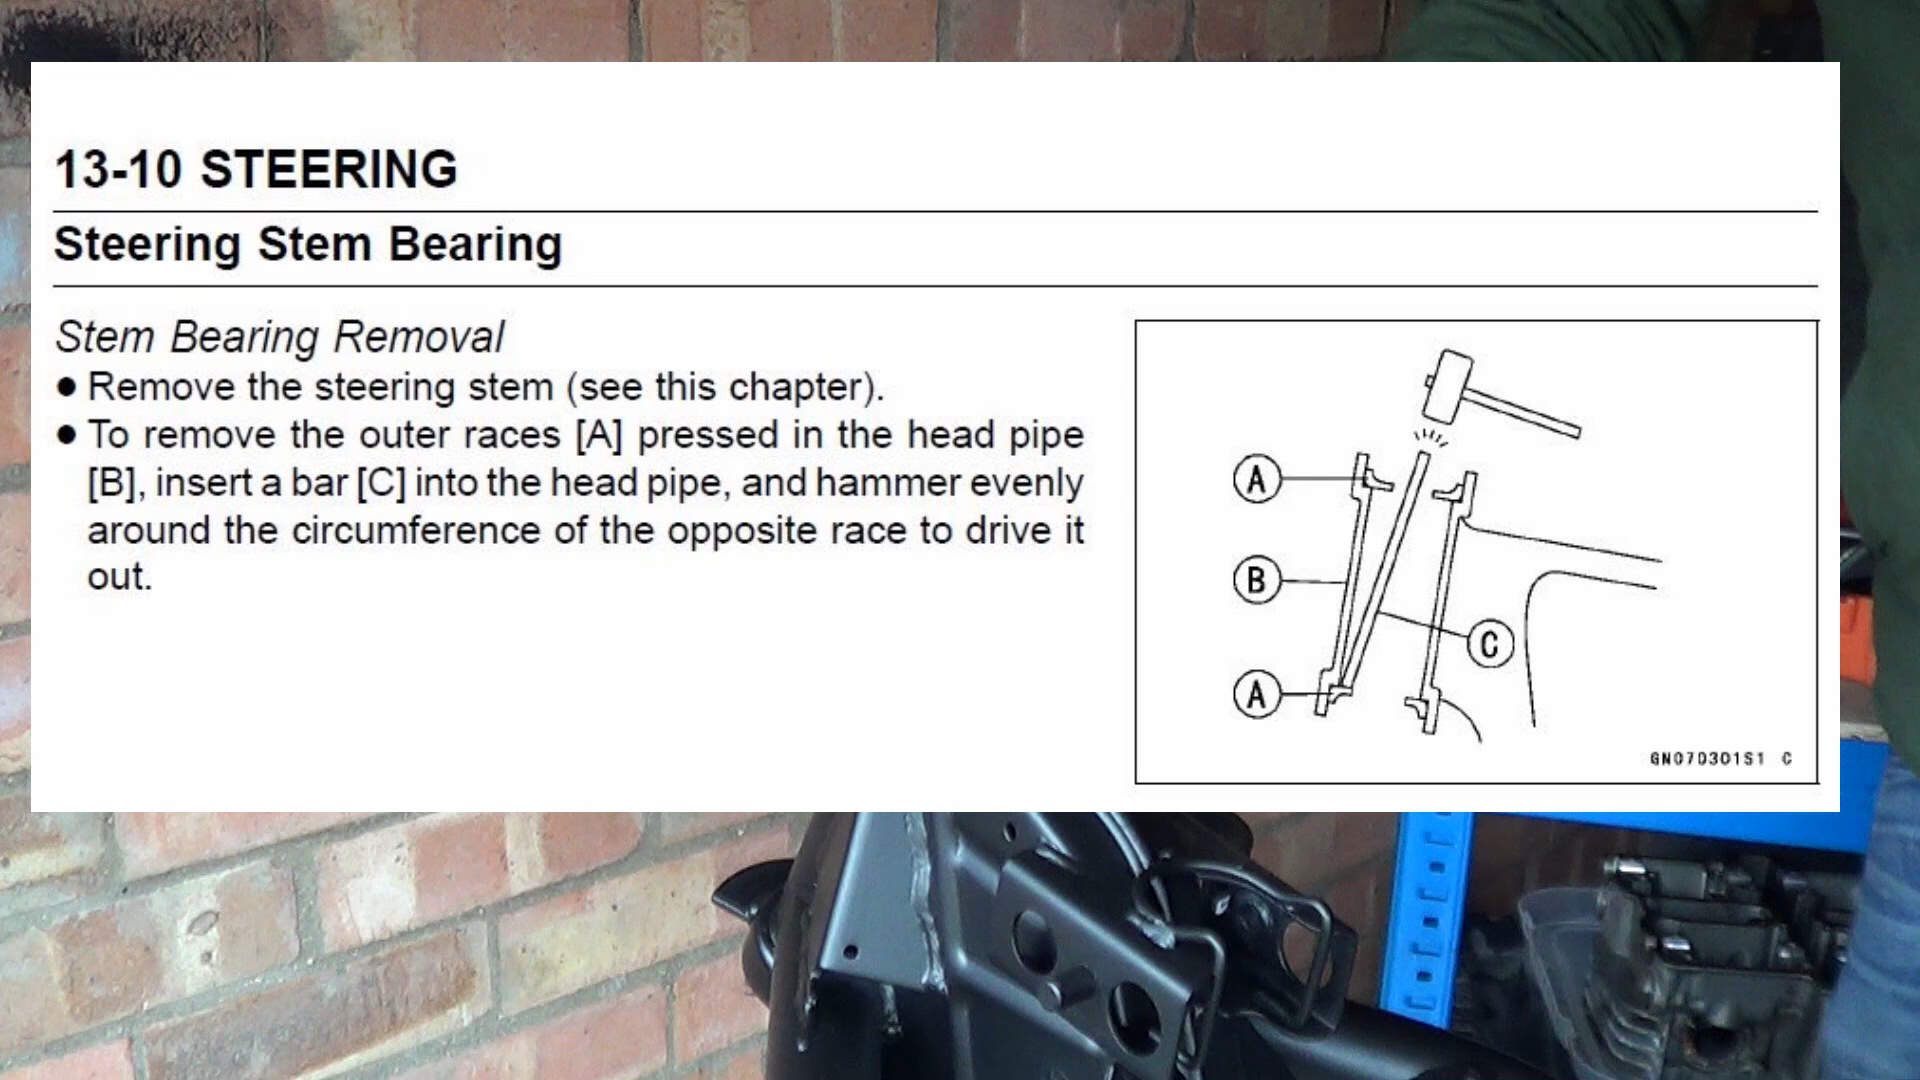 13-10 STEERING
Steering Stem Bearing
Stem Bearing Removal
● Remove the steering stem (see this chapter).
● To remove the outer races [A] pressed in the head pipe
[B], insert a bar [C] into the head pipe, and hammer evenly
around the circumference of the opposite race to drive it
out.
A
B
C
A
GN070301S1 C